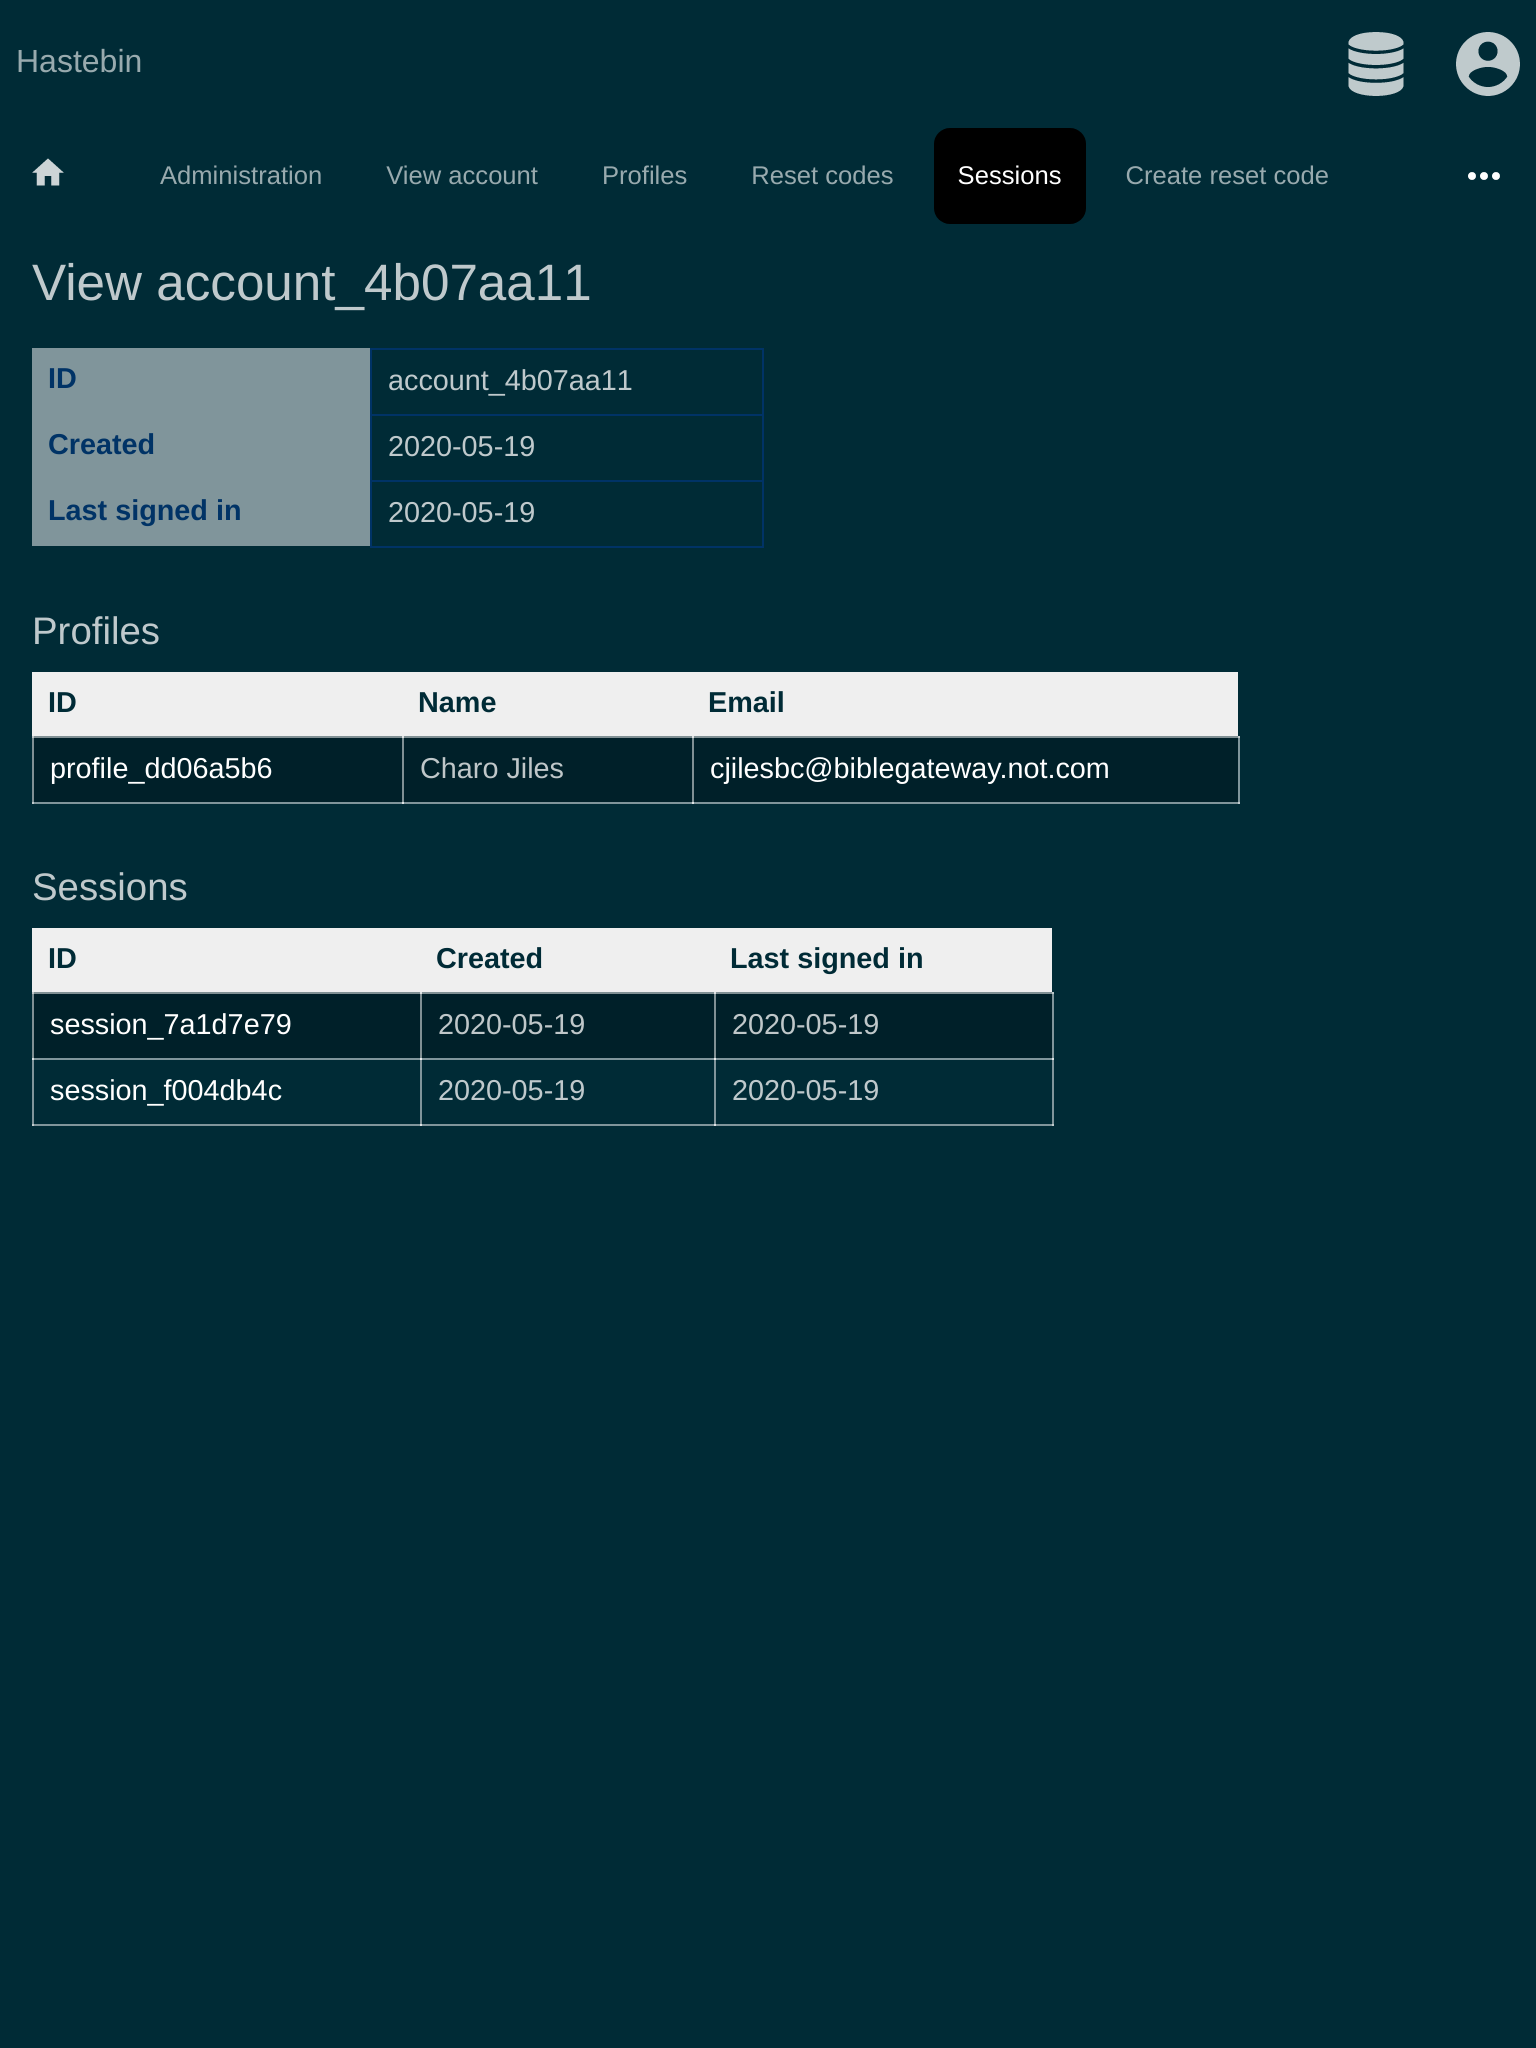 Hastebin
Administration View account Profiles Reset codes Sessions Create reset code
View account_4b07aa11
ID account_4b07aa11
Created 2020-05-19
Last signed in 2020-05-19
Profiles
ID Name Email
profile_dd06a5b6 Charo Jiles cjilesbc@biblegateway.not.com
Sessions
ID Created Last signed in
session_7a1d7e79 2020-05-19 2020-05-19
session_f004db4c 2020-05-19 2020-05-19